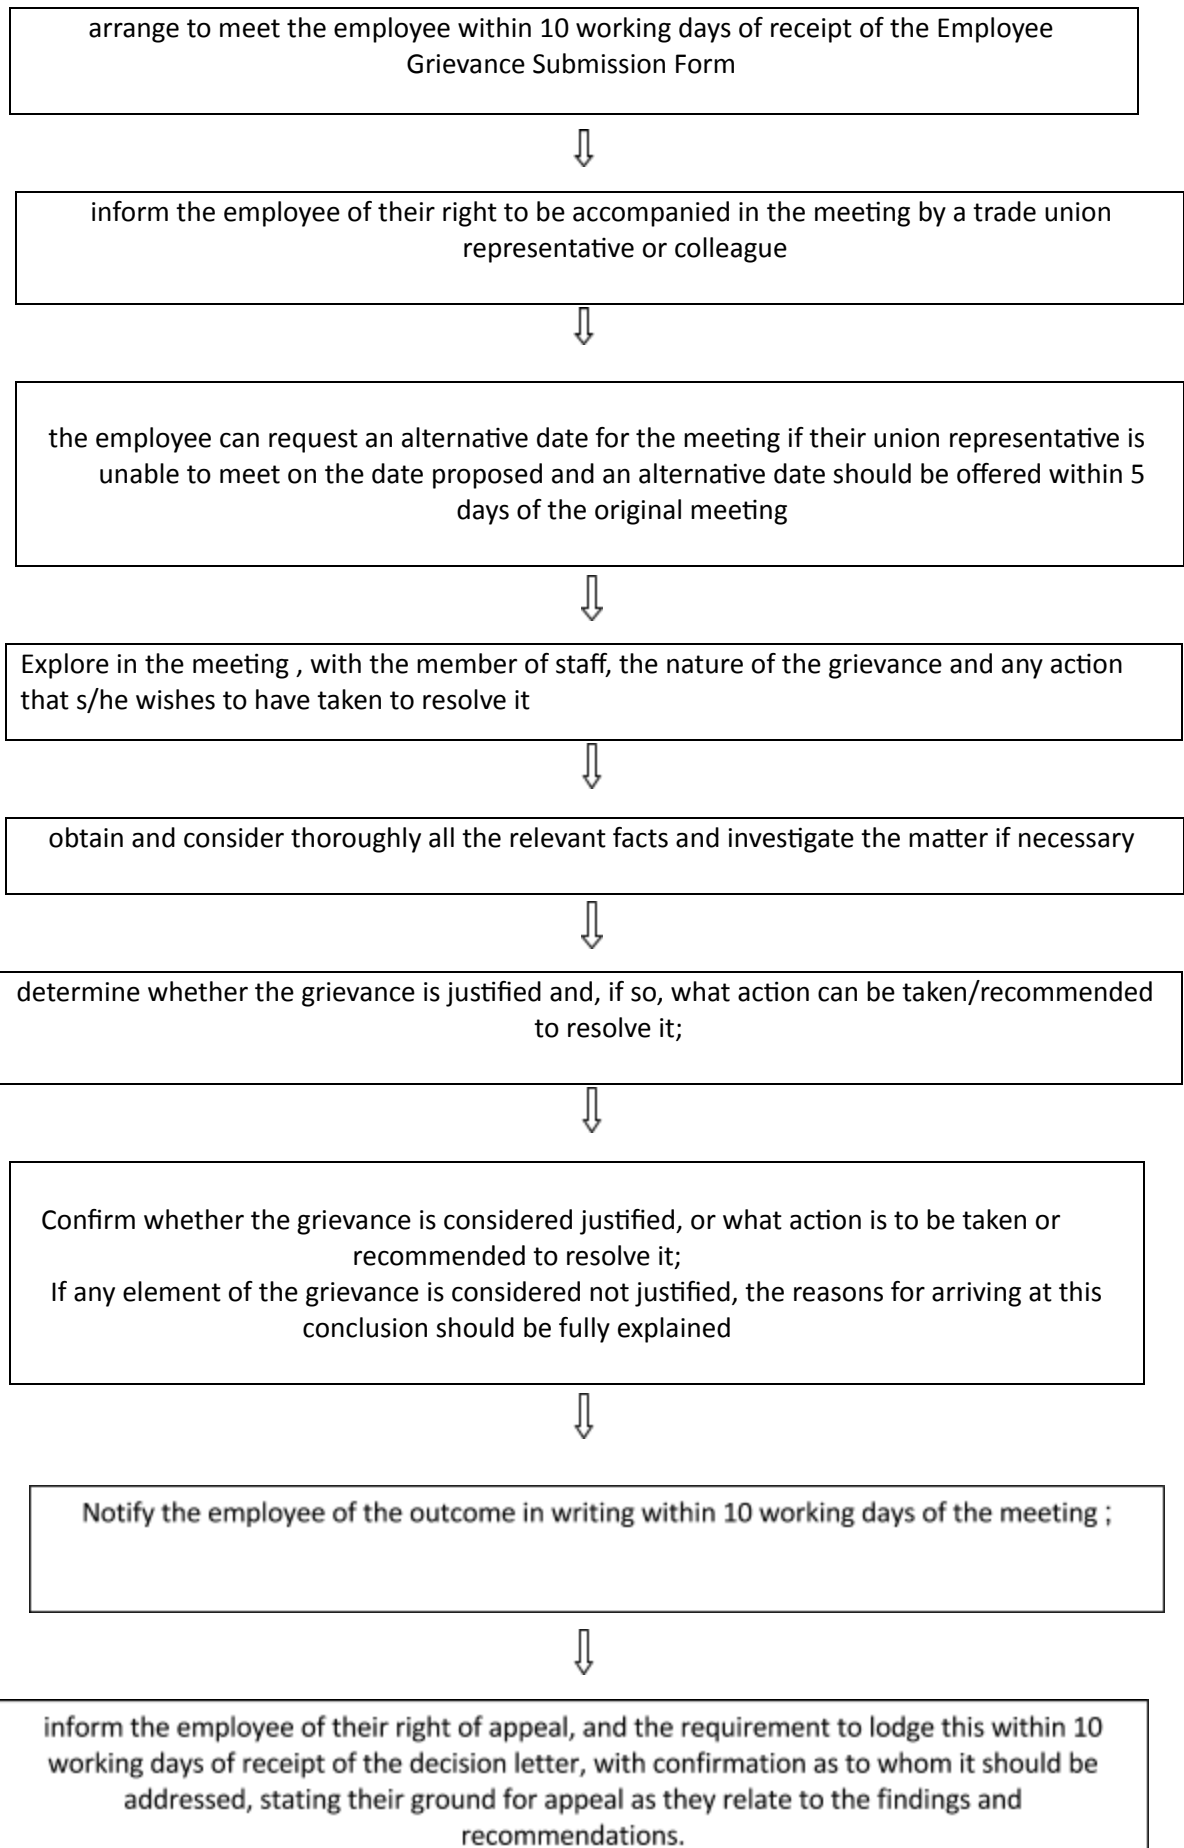 arrange to meet the employee within 10 working days of receipt of the Employee
Grievance Submission Form
inform the employee of their right to be accompanied in the meeting by a trade union
representative or colleague
the employee can request an alternative date for the meeting if their union representative is
unable to meet on the date proposed and an alternative date should be offered within 5
days of the original meeting
Explore in the meeting , with the member of staff, the nature of the grievance and any action
that s/he wishes to have taken to resolve it
obtain and consider thoroughly all the relevant facts and investigate the matter if necessary
determine whether the grievance is justified and, if so, what action can be taken/recommended
to resolve it;
Confirm whether the grievance is considered justified, or what action is to be taken or
recommended to resolve it;
If any element of the grievance is considered not justified, the reasons for arriving at this
conclusion should be fully explained
Notify the employee of the outcome in writing within 10 working days of the meeting ;
inform the employee of their right of appeal, and the requirement to lodge this within 10
working days of receipt of the decision letter, with confirmation as to whom it should be
addressed, stating their ground for appeal as they relate to the findings and
recommendations.